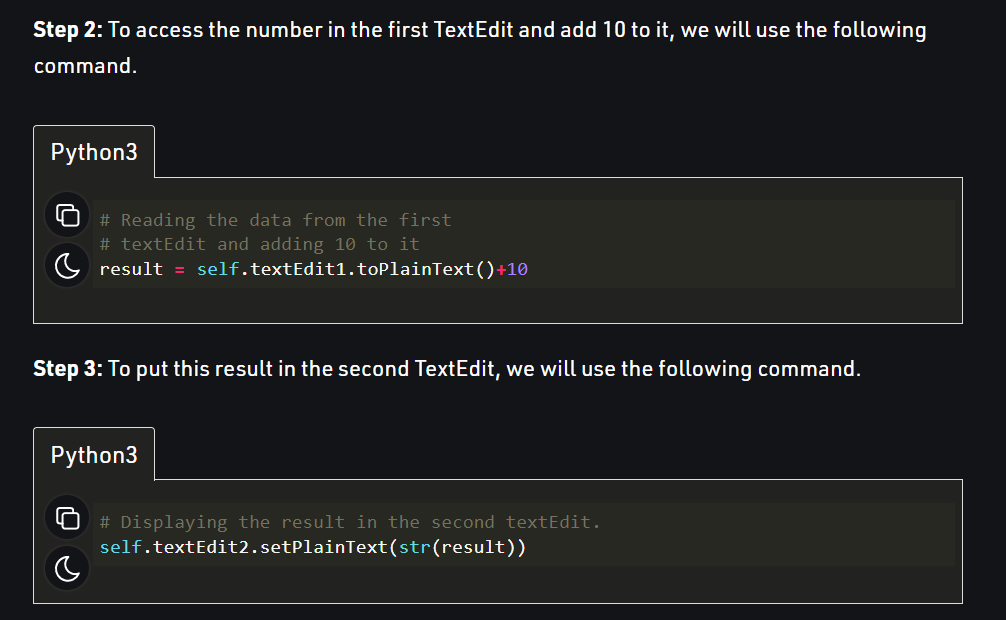 Step 2: To access the number in the first TextEdit and add 10 to it, we will use the following
command.
Python3
# Reading the data from the first
# textEdit and adding 10 to it
result = self.textEdit1.toPlainText()+10
Step 3: To put this result in the second TextEdit, we will use the following command.
Python3
# Displaying the result in the second textEdit.
self.textEdit2.setPlainText(str(result))